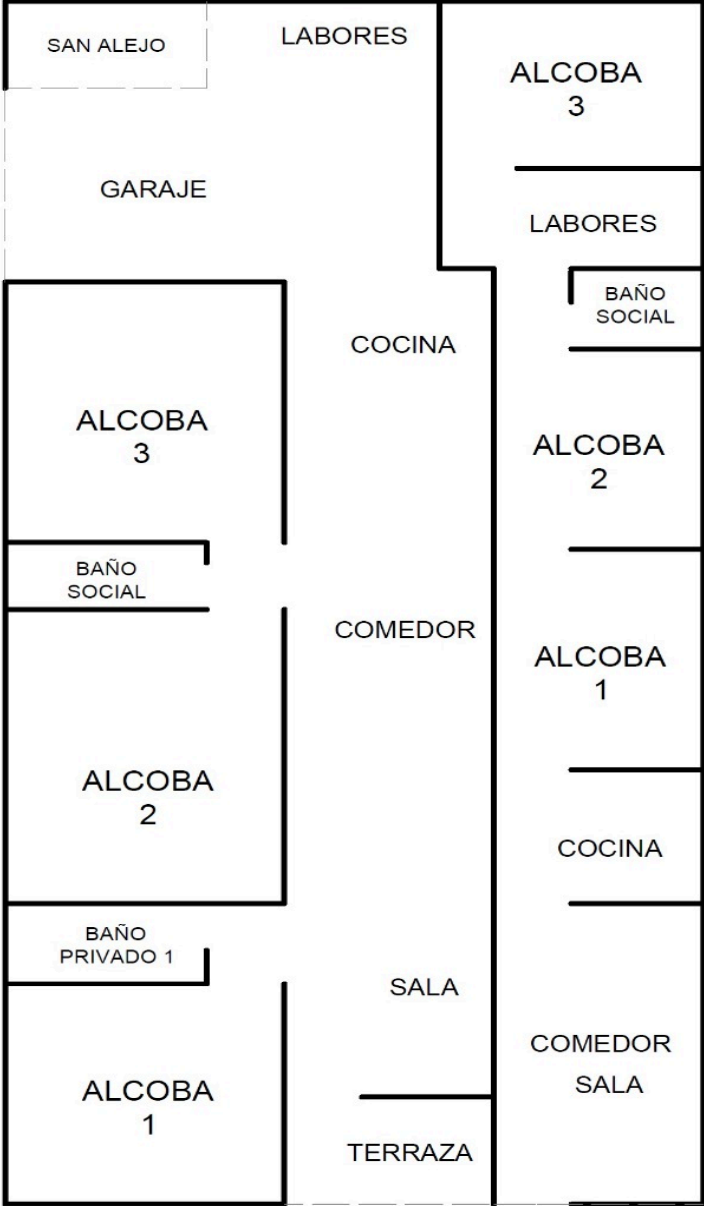 SAN ALEJO
LABORES
ALCOBA
3
GARAJE
LABORES
BAÑO
SOCIAL
COCINA
ALCOBA
3
ALCOBA
2
BAÑO
SOCIAL
COMEDOR
ALCOBA
1
ALCOBA
2
COCINA
BAÑO
PRIVADO 1
SALA
COMEDOR
SALA
ALCOBA
1
TERRAZA